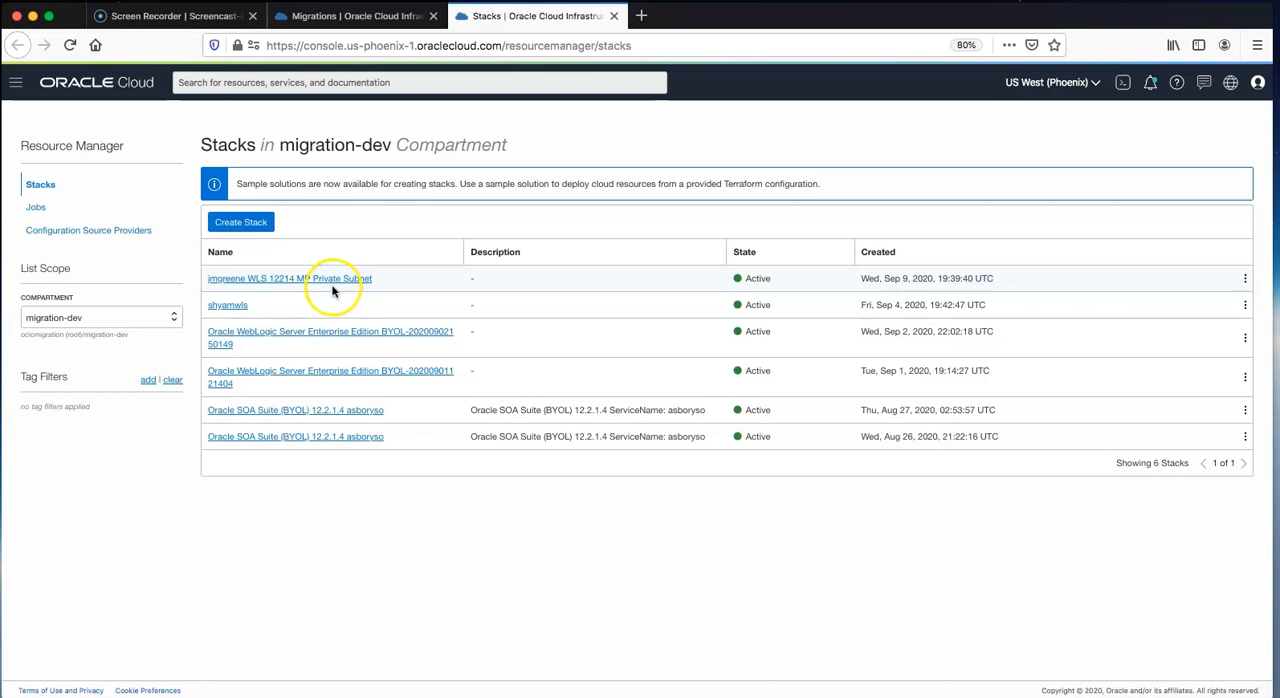 Screen Recorder | Screencast-
Migrations | Oracle Cloud Infra
Stacks | Oracle Cloud Infrastru
https://console.us-phoenix-1.oraclecloud.com/resourcemanager/stacks
80%
ORACLE Cloud
Search for resources, services, and documentation
US West (Phoenix)
Resource Manager
Stacks
Jobs
Configuration Source Providers
List Scope
COMPARTMENT
migration-dev
ocicmigration (root)/migration-dev
Tag Filters
add | clear
no tag filters applied
Stacks in migration-dev Compartment
Sample solutions are now available for creating stacks. Use a sample solution to deploy cloud resources from a provided Terraform configuration.
Create Stack
Name Description State Created
jmgreene WLS 12214 MP Private Subnet - Active Wed, Sep 9, 2020, 19:39:40 UTC
shyamwls - Active Fri, Sep 4, 2020, 19:42:47 UTC
Oracle WebLogic Server Enterprise Edition BYOL-202009021 - Active Wed, Sep 2, 2020, 22:02:18 UTC
50149
Oracle WebLogic Server Enterprise Edition BYOL-202009011 - Active Tue, Sep 1, 2020, 19:14:27 UTC
21404
Oracle SOA Suite (BYOL) 12.2.1.4 asboryso Oracle SOA Suite (BYOL) 12.2.1.4 ServiceName: asboryso Active Thu, Aug 27, 2020, 02:53:57 UTC
Oracle SOA Suite (BYOL) 12.2.1.4 asboryso Oracle SOA Suite (BYOL) 12.2.1.4 ServiceName: asboryso Active Wed, Aug 26, 2020, 21:22:16 UTC
Showing 6 Stacks < 1 of 1 >
Terms of Use and Privacy Cookie Preferences
Copyright © 2020, Oracle and/or its affiliates. All rights reserved.